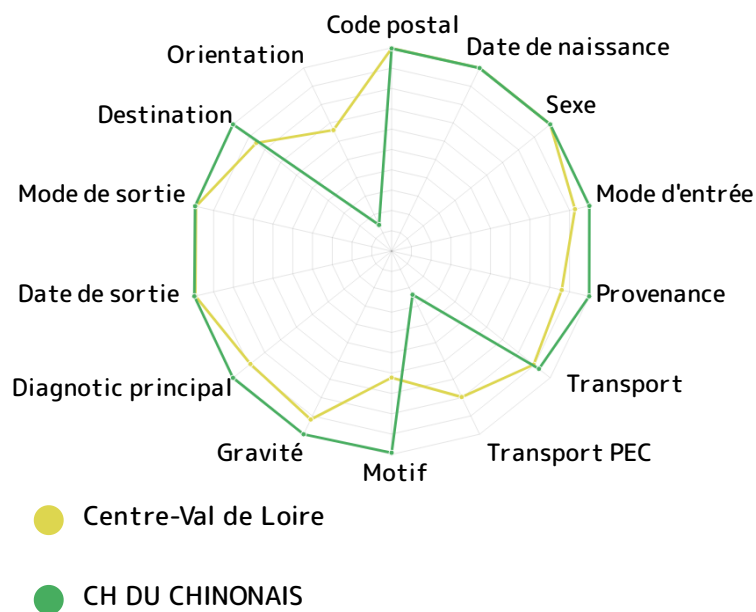 Code postal
Date de naissance
Orientation
Sexe
Destination
Mode de sortie
Mode d'entrée
Date de sortie
Provenance
Diagnotic principal
Transport
Gravité
Transport PEC
Motif
Centre-Val de Loire
CH DU CHINONAIS